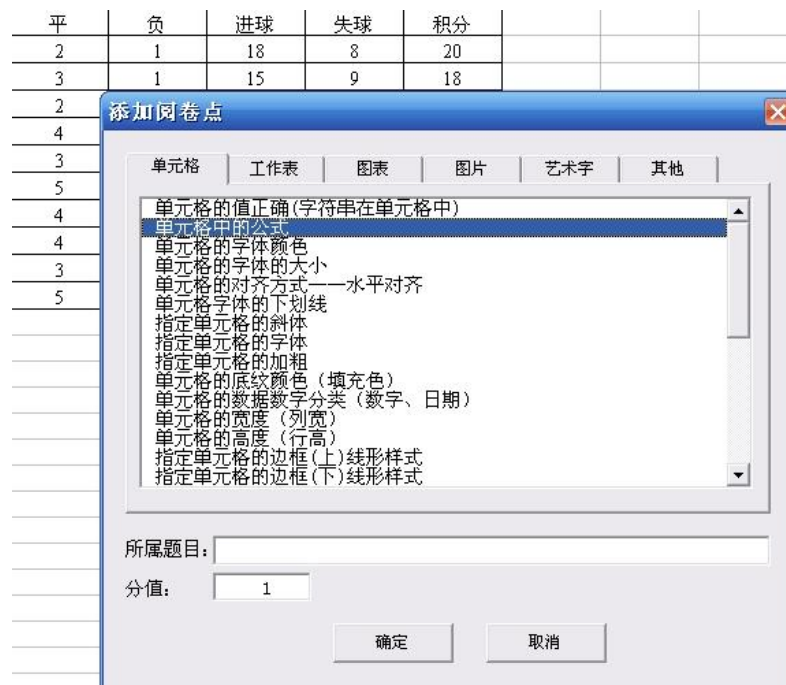 平 负 进球 失球 积分
2 1 18 8 20
3 1 15 9 18
2
4
3
5
4
4
3
5
添加阅卷点
单元格 工作表 图表 图片 艺术字 其他
单元格的值正确(字符串在单元格中)
单元格中的公式
单元格的字体颜色
单元格的字体的大小
单元格的对齐方式——水平对齐
单元格字体的下划线
指定单元格的斜体
指定单元格的字体
指定单元格的加粗
单元格的底纹颜色（填充色）
单元格的数据数字分类（数字、日期）
单元格的宽度（列宽）
单元格的高度（行高）
指定单元格的边框(上)线形样式
指定单元格的边框(下)线形样式
所属题目：
分值： 1
确定 取消